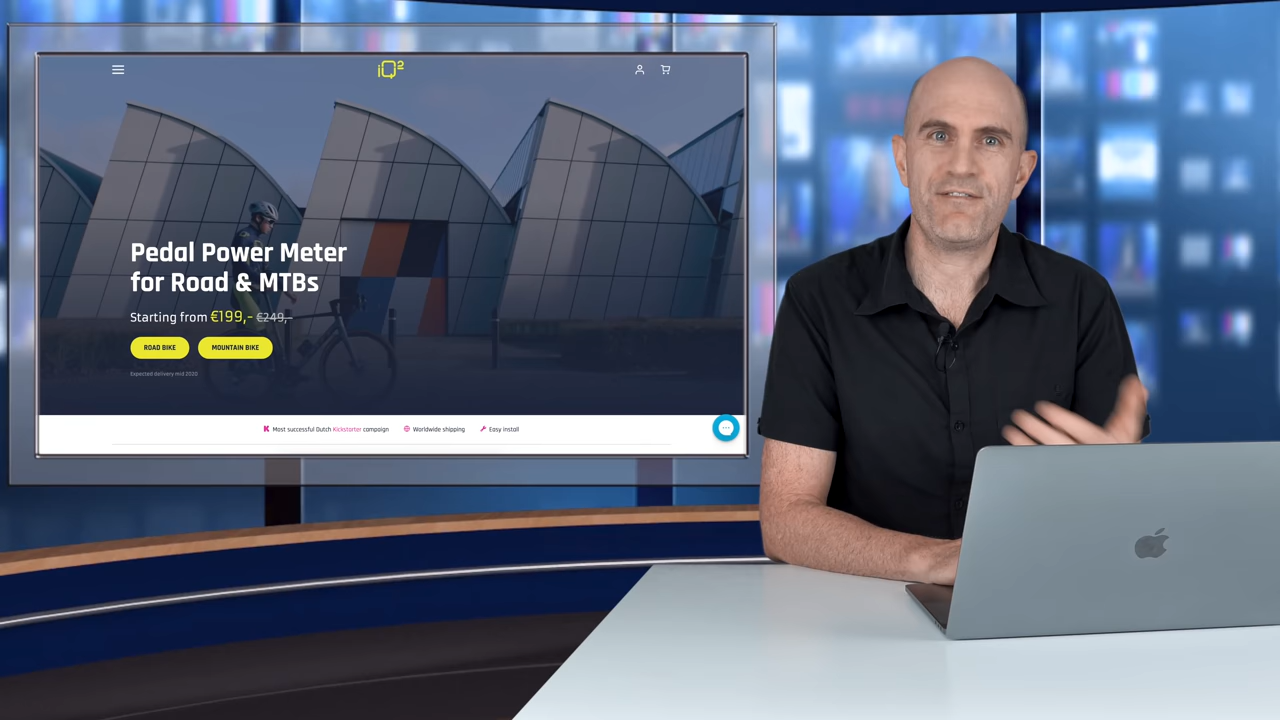 iQ2
Pedal Power Meter
for Road & MTBs
Starting from €199,- €249,-
ROAD BIKE MOUNTAIN BIKE
Expected delivery mid 2020
Most successful Dutch Kickstarter campaign Worldwide shipping Easy install